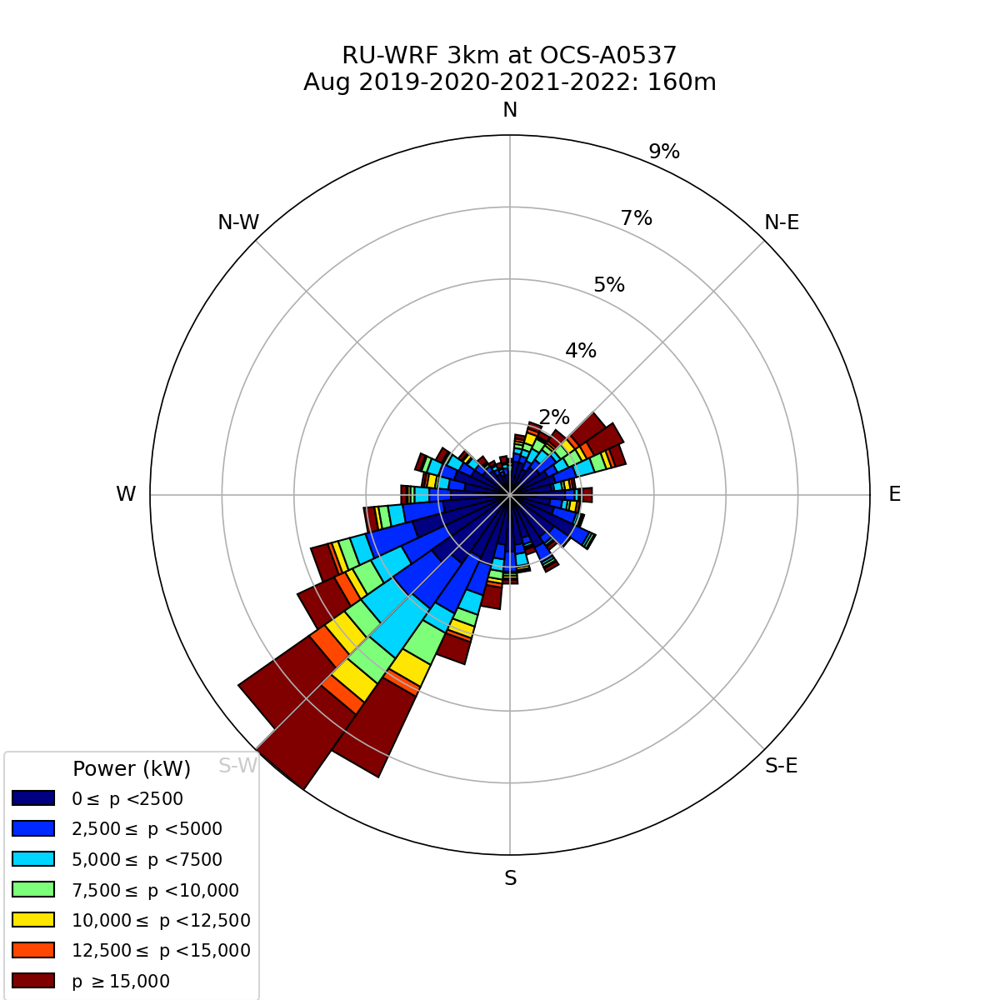 RU-WRF 3km at OCS-A0537
Aug 2019-2020-2021-2022: 160m
N
9%
N-W
7%
N-E
5%
4%
2%
W
E
S-W
S-E
S
Power (kW)
0≤ p <2500
2,500≤ p <5000
5,000≤ p <7500
7,500≤ p <10,000
10,000≤ p <12,500
12,500≤ p <15,000
p ≥15,000